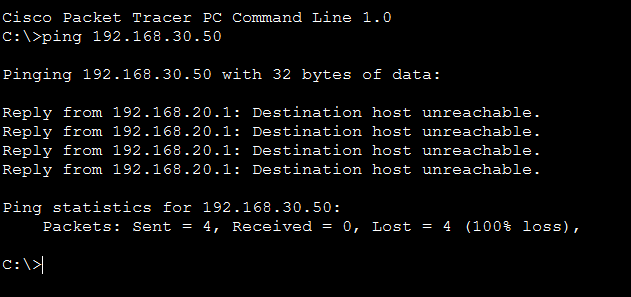 Cisco Packet Tracer PC Command Line 1.0
C:\>ping 192.168.30.50
Pinging 192.168.30.50 with 32 bytes of data:
Reply from 192.168.20.1: Destination host unreachable.
Reply from 192.168.20.1: Destination host unreachable.
Reply from 192.168.20.1: Destination host unreachable.
Reply from 192.168.20.1: Destination host unreachable.
Ping statistics for 192.168.30.50:
    Packets: Sent = 4, Received = 0, Lost = 4 (100% loss),
C:\>